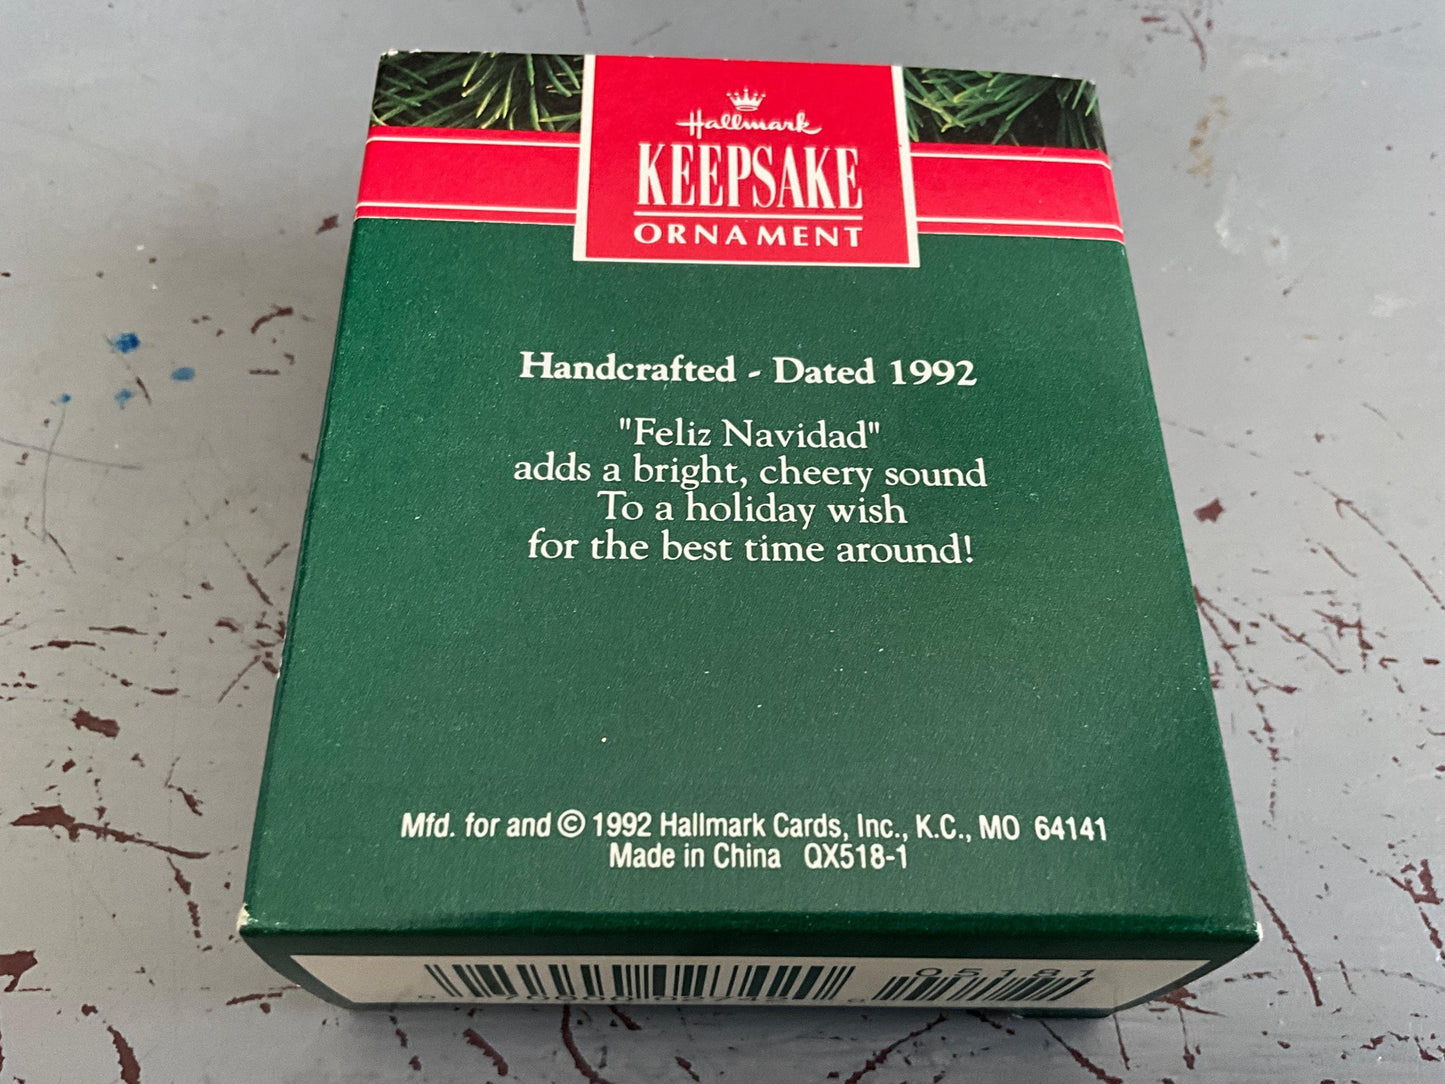 Hallmark
KEEPSAKE
ORNAMENT
Handcrafted - Dated 1992
"Feliz Navidad"
adds a bright, cheery sound
To a holiday wish
for the best time around!
Mfd. for and © 1992 Hallmark Cards, Inc., K.C., MO 64141
Made in China QX518-1
05181